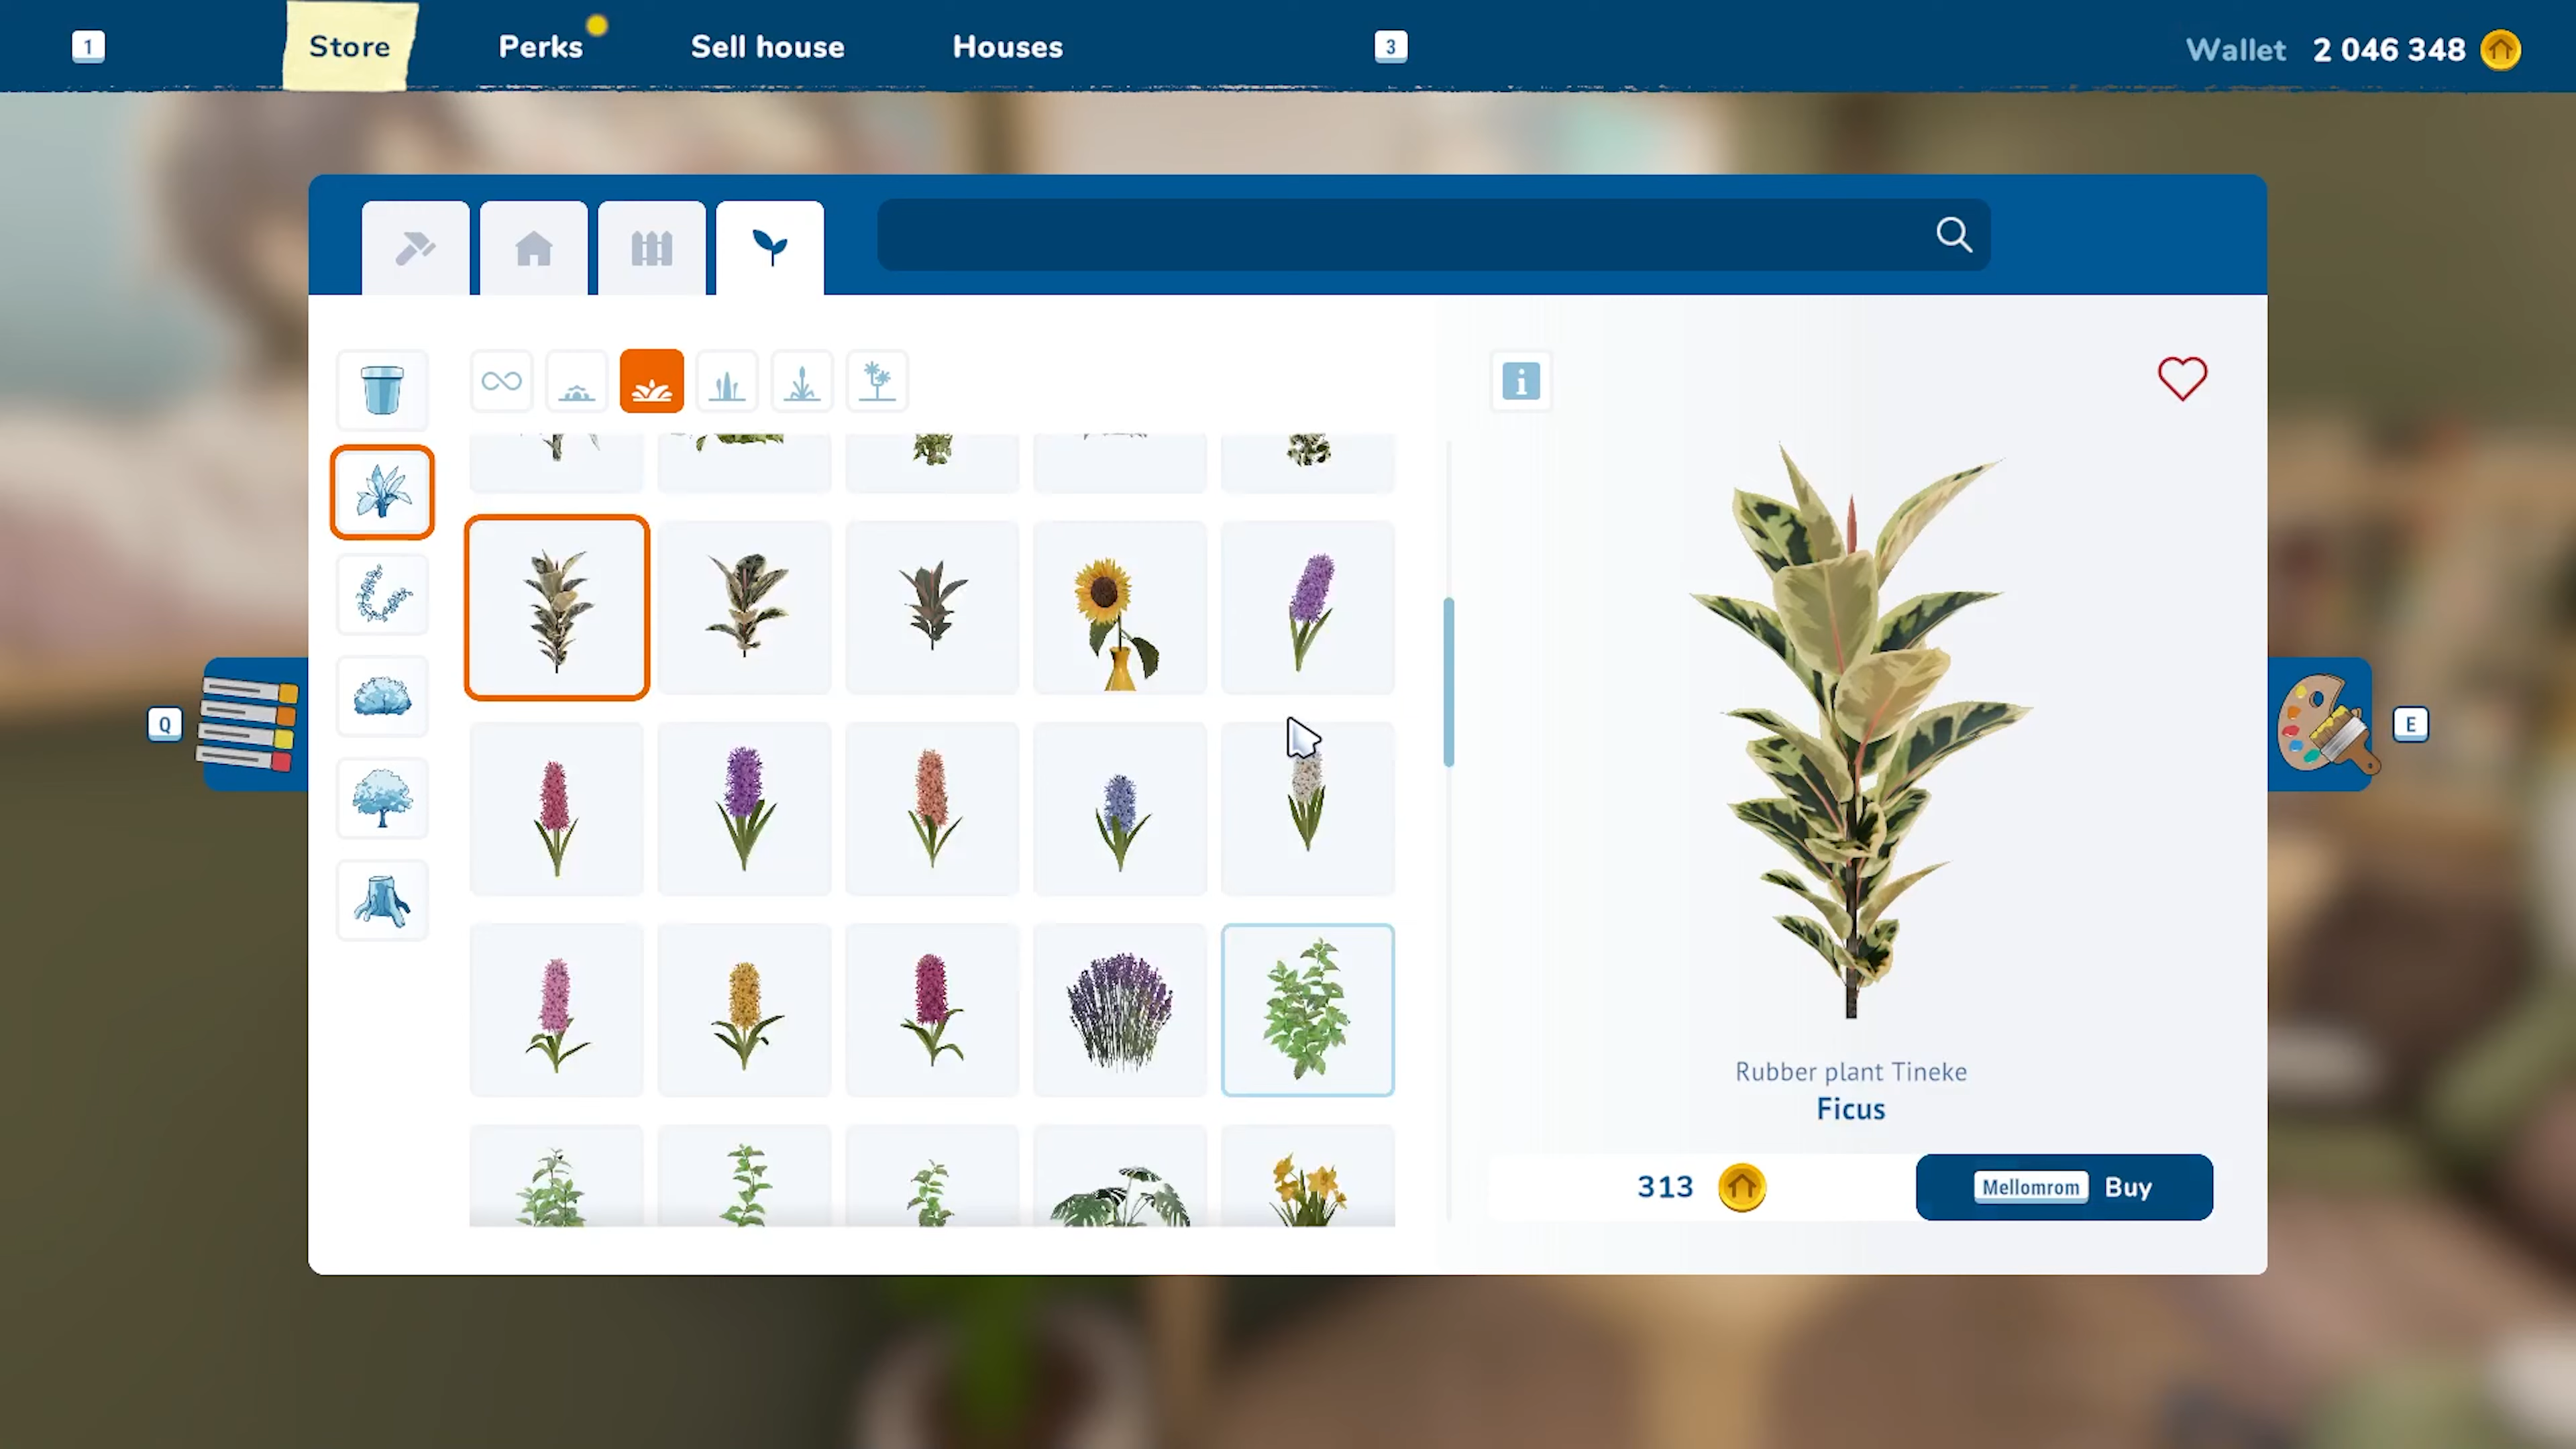 1
Store
Perks
Sell house
Houses
3
Wallet 2 046 348
i
Q
E
Rubber plant Tineke
Ficus
313
Mellomrom Buy